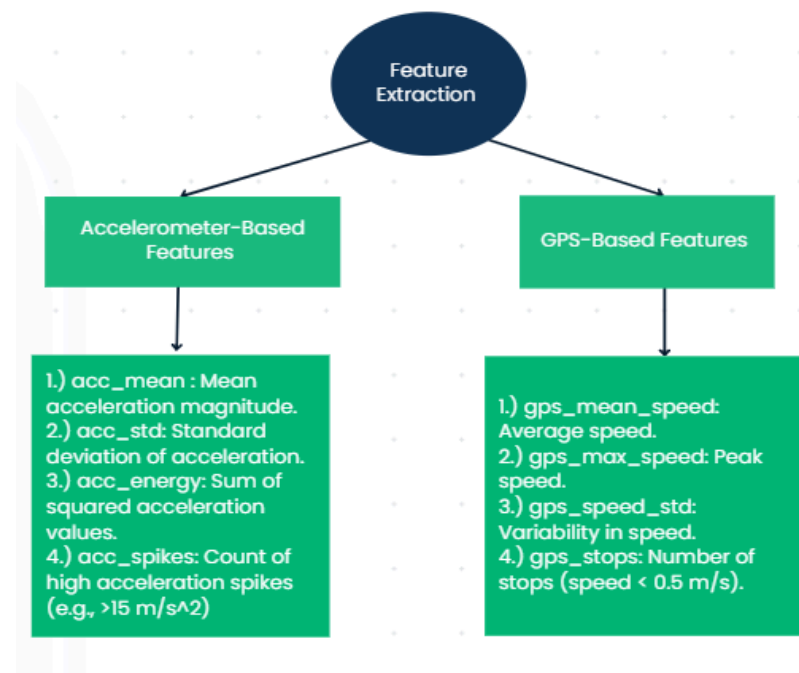 Feature
Extraction
Accelerometer-Based
Features
GPS-Based Features
1.) acc_mean : Mean
acceleration magnitude.
2.) acc_std: Standard
deviation of acceleration.
3.) acc_energy: Sum of
squared acceleration
values.
4.) acc_spikes: Count of
high acceleration spikes
(e.g., >15 m/s^2)
1.) gps_mean_speed:
Average speed.
2.) gps_max_speed: Peak
speed.
3.) gps_speed_std:
Variability in speed.
4.) gps_stops: Number of
stops (speed < 0.5 m/s).